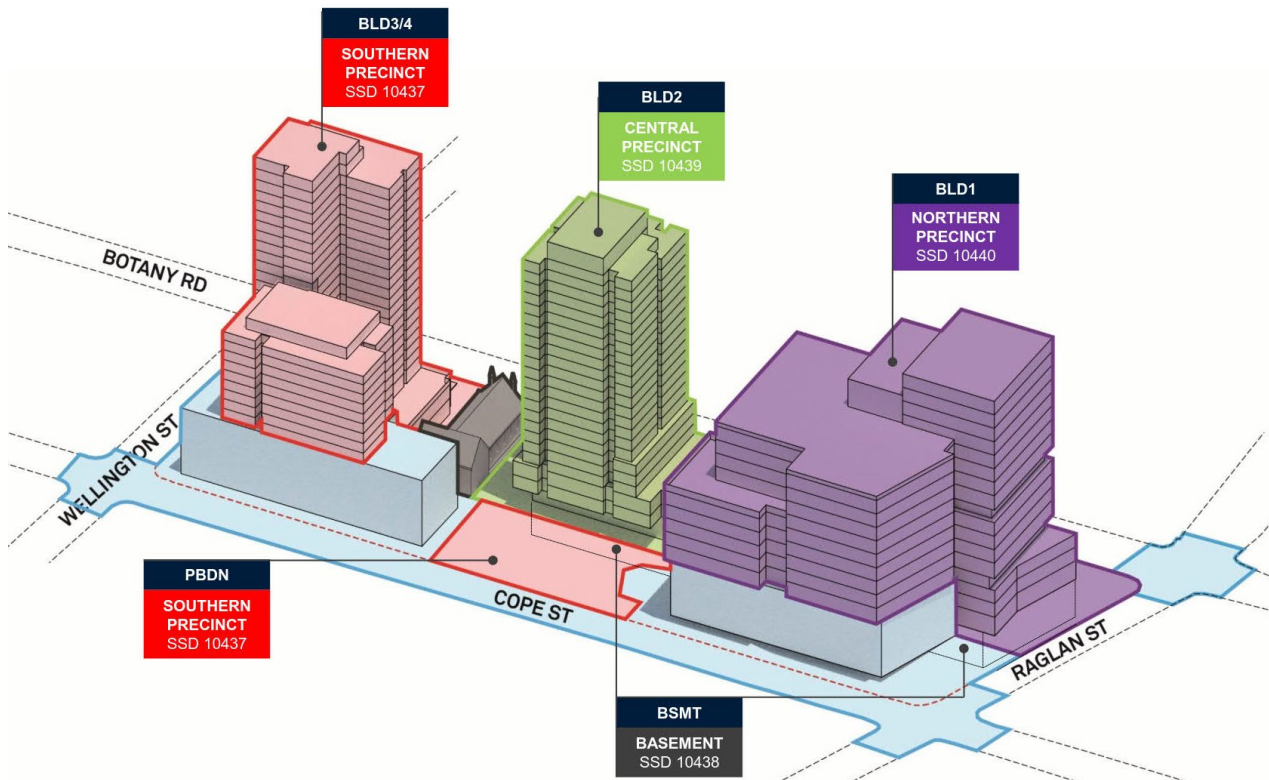 BLD3/4
SOUTHERN
PRECINCT
SSD 10437
BLD2
CENTRAL
PRECINCT
SSD 10439
BLD1
NORTHERN
PRECINCT
SSD 10440
BOTANY RD
WELLINGTON ST
PBDN
SOUTHERN
PRECINCT
SSD 10437
COPE ST
RAGLAN ST
BSMT
BASEMENT
SSD 10438